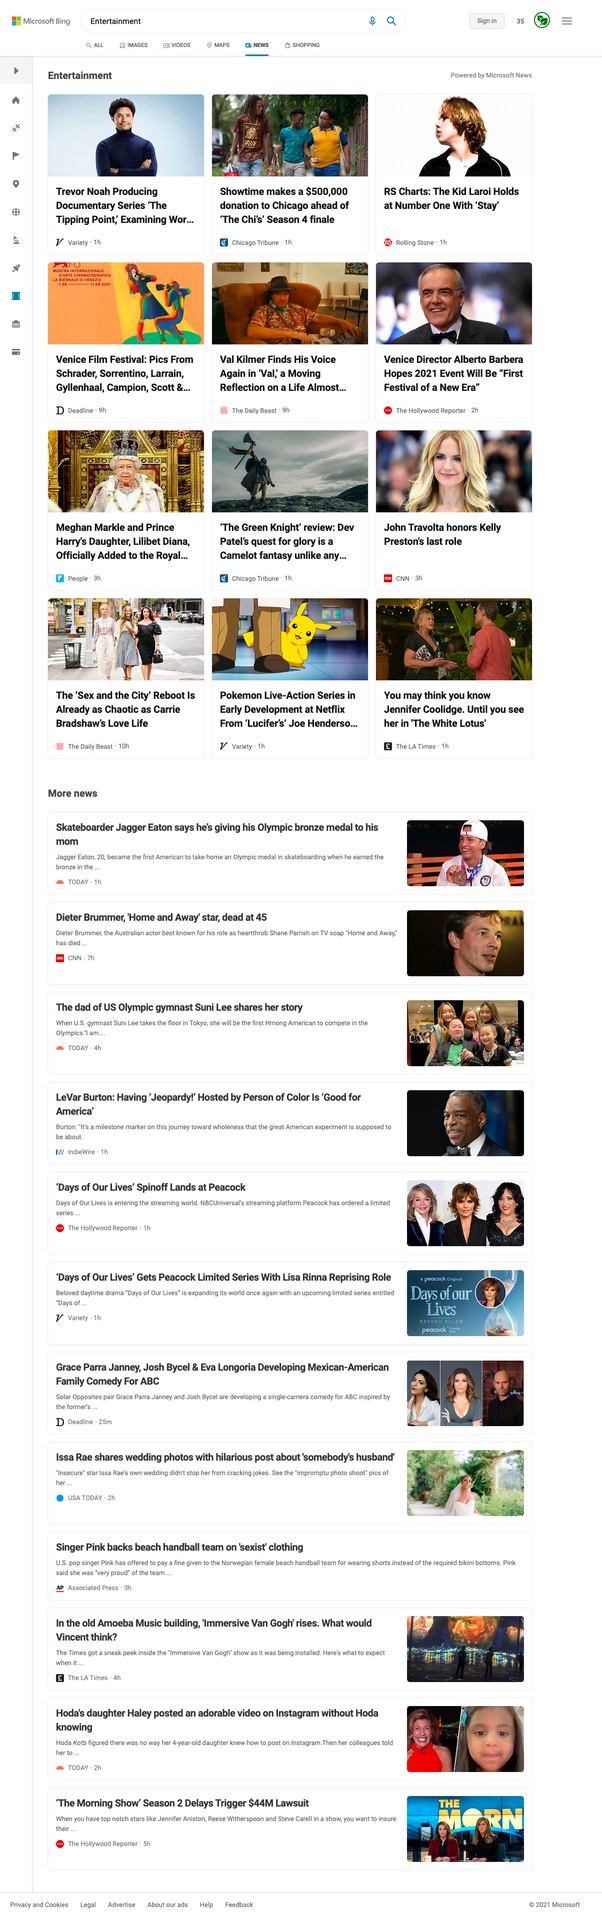 Microsoft Bing
Entertainment
Sign in
35
ALL IMAGES VIDEOS MAPS NEWS SHOPPING
Entertainment
Powered by Microsoft News
Trevor Noah Producing
Documentary Series ‘The
Tipping Point,’ Examining Wor...
Variety · 1h
Showtime makes a $500,000
donation to Chicago ahead of
‘The Chi’s’ Season 4 finale
Chicago Tribune · 1h
RS Charts: The Kid Laroi Holds
at Number One With ‘Stay’
Rolling Stone · 1h
MOSTRA INTERNAZIONALE
D'ARTE CINEMATOGRAFICA
LA BIENNALE DI VENEZIA
Venice Film Festival: Pics From
Schrader, Sorrentino, Larrain,
Gyllenhaal, Campion, Scott &...
Deadline · 9h
Val Kilmer Finds His Voice
Again in ‘Val,’ a Moving
Reflection on a Life Almost...
The Daily Beast · 9h
Venice Director Alberto Barbera
Hopes 2021 Event Will Be “First
Festival of a New Era”
The Hollywood Reporter · 2h
Meghan Markle and Prince
Harry's Daughter, Lilibet Diana,
Officially Added to the Royal...
People · 3h
‘The Green Knight’ review: Dev
Patel’s quest for glory is a
Camelot fantasy unlike any...
Chicago Tribune · 1h
John Travolta honors Kelly
Preston's last role
CNN · 3h
The ‘Sex and the City’ Reboot Is
Already as Chaotic as Carrie
Bradshaw’s Love Life
The Daily Beast · 10h
Pokemon Live-Action Series in
Early Development at Netflix
From ‘Lucifer’s’ Joe Henderso...
Variety · 1h
You may think you know
Jennifer Coolidge. Until you see
her in 'The White Lotus'
The LA Times · 1h
More news
Skateboarder Jagger Eaton says he's giving his Olympic bronze medal to his
mom
Jagger Eaton, 20, became the first American to take home an Olympic medal in skateboarding when he earned the
bronze in the ...
TODAY · 1h
Dieter Brummer, 'Home and Away' star, dead at 45
Dieter Brummer, the Australian actor best known for his role as heartthrob Shane Parrish on TV soap "Home and Away,"
has died ...
CNN · 7h
The dad of US Olympic gymnast Suni Lee shares her story
When U.S. gymnast Suni Lee takes the floor in Tokyo, she will be the first Hmong American to compete in the
Olympics."I am ...
TODAY · 4h
LeVar Burton: Having ‘Jeopardy!’ Hosted by Person of Color Is ‘Good for
America’
Burton: "It's a milestone marker on this journey toward wholeness that the great American experiment is supposed to
be about.
IndieWire · 1h
‘Days of Our Lives’ Spinoff Lands at Peacock
Days of Our Lives is entering the streaming world. NBCUniversal's streaming platform Peacock has ordered a limited
series ...
The Hollywood Reporter · 1h
‘Days of Our Lives’ Gets Peacock Limited Series With Lisa Rinna Reprising Role
Beloved daytime drama “Days of Our Lives” is expanding its world once again with an upcoming limited series entitled
“Days of ...
Variety · 1h
A peacock Original
Days of our
Lives
BEYOND SALEM
peacock
Grace Parra Janney, Josh Bycel & Eva Longoria Developing Mexican-American
Family Comedy For ABC
Solar Opposites pair Grace Parra Janney and Josh Bycel are developing a single-camera comedy for ABC inspired by
the former's ...
Deadline · 25m
Issa Rae shares wedding photos with hilarious post about 'somebody's husband'
"Insecure" star Issa Rae's own wedding didn't stop her from cracking jokes. See the "impromptu photo shoot" pics of
her ...
USA TODAY · 2h
Singer Pink backs beach handball team on 'sexist' clothing
U.S. pop singer Pink has offered to pay a fine given to the Norwegian female beach handball team for wearing shorts instead of the required bikini bottoms. Pink
said she was "very proud" of the team ...
AP Associated Press · 3h
In the old Amoeba Music building, 'Immersive Van Gogh' rises. What would
Vincent think?
The Times got a sneak peek inside the "Immersive Van Gogh" show as it was being installed. Here's what to expect
when it ...
The LA Times · 4h
Hoda's daughter Haley posted an adorable video on Instagram without Hoda
knowing
Hoda Kotb figured there was no way her 4-year-old daughter knew how to post on Instagram.Then her colleagues told
her to ...
TODAY · 2h
‘The Morning Show’ Season 2 Delays Trigger $44M Lawsuit
When you have top notch stars like Jennifer Aniston, Reese Witherspoon and Steve Carell in a show, you want to insure
their ...
The Hollywood Reporter · 5h
THE
MORN
Privacy and Cookies Legal Advertise About our ads Help Feedback
© 2021 Microsoft